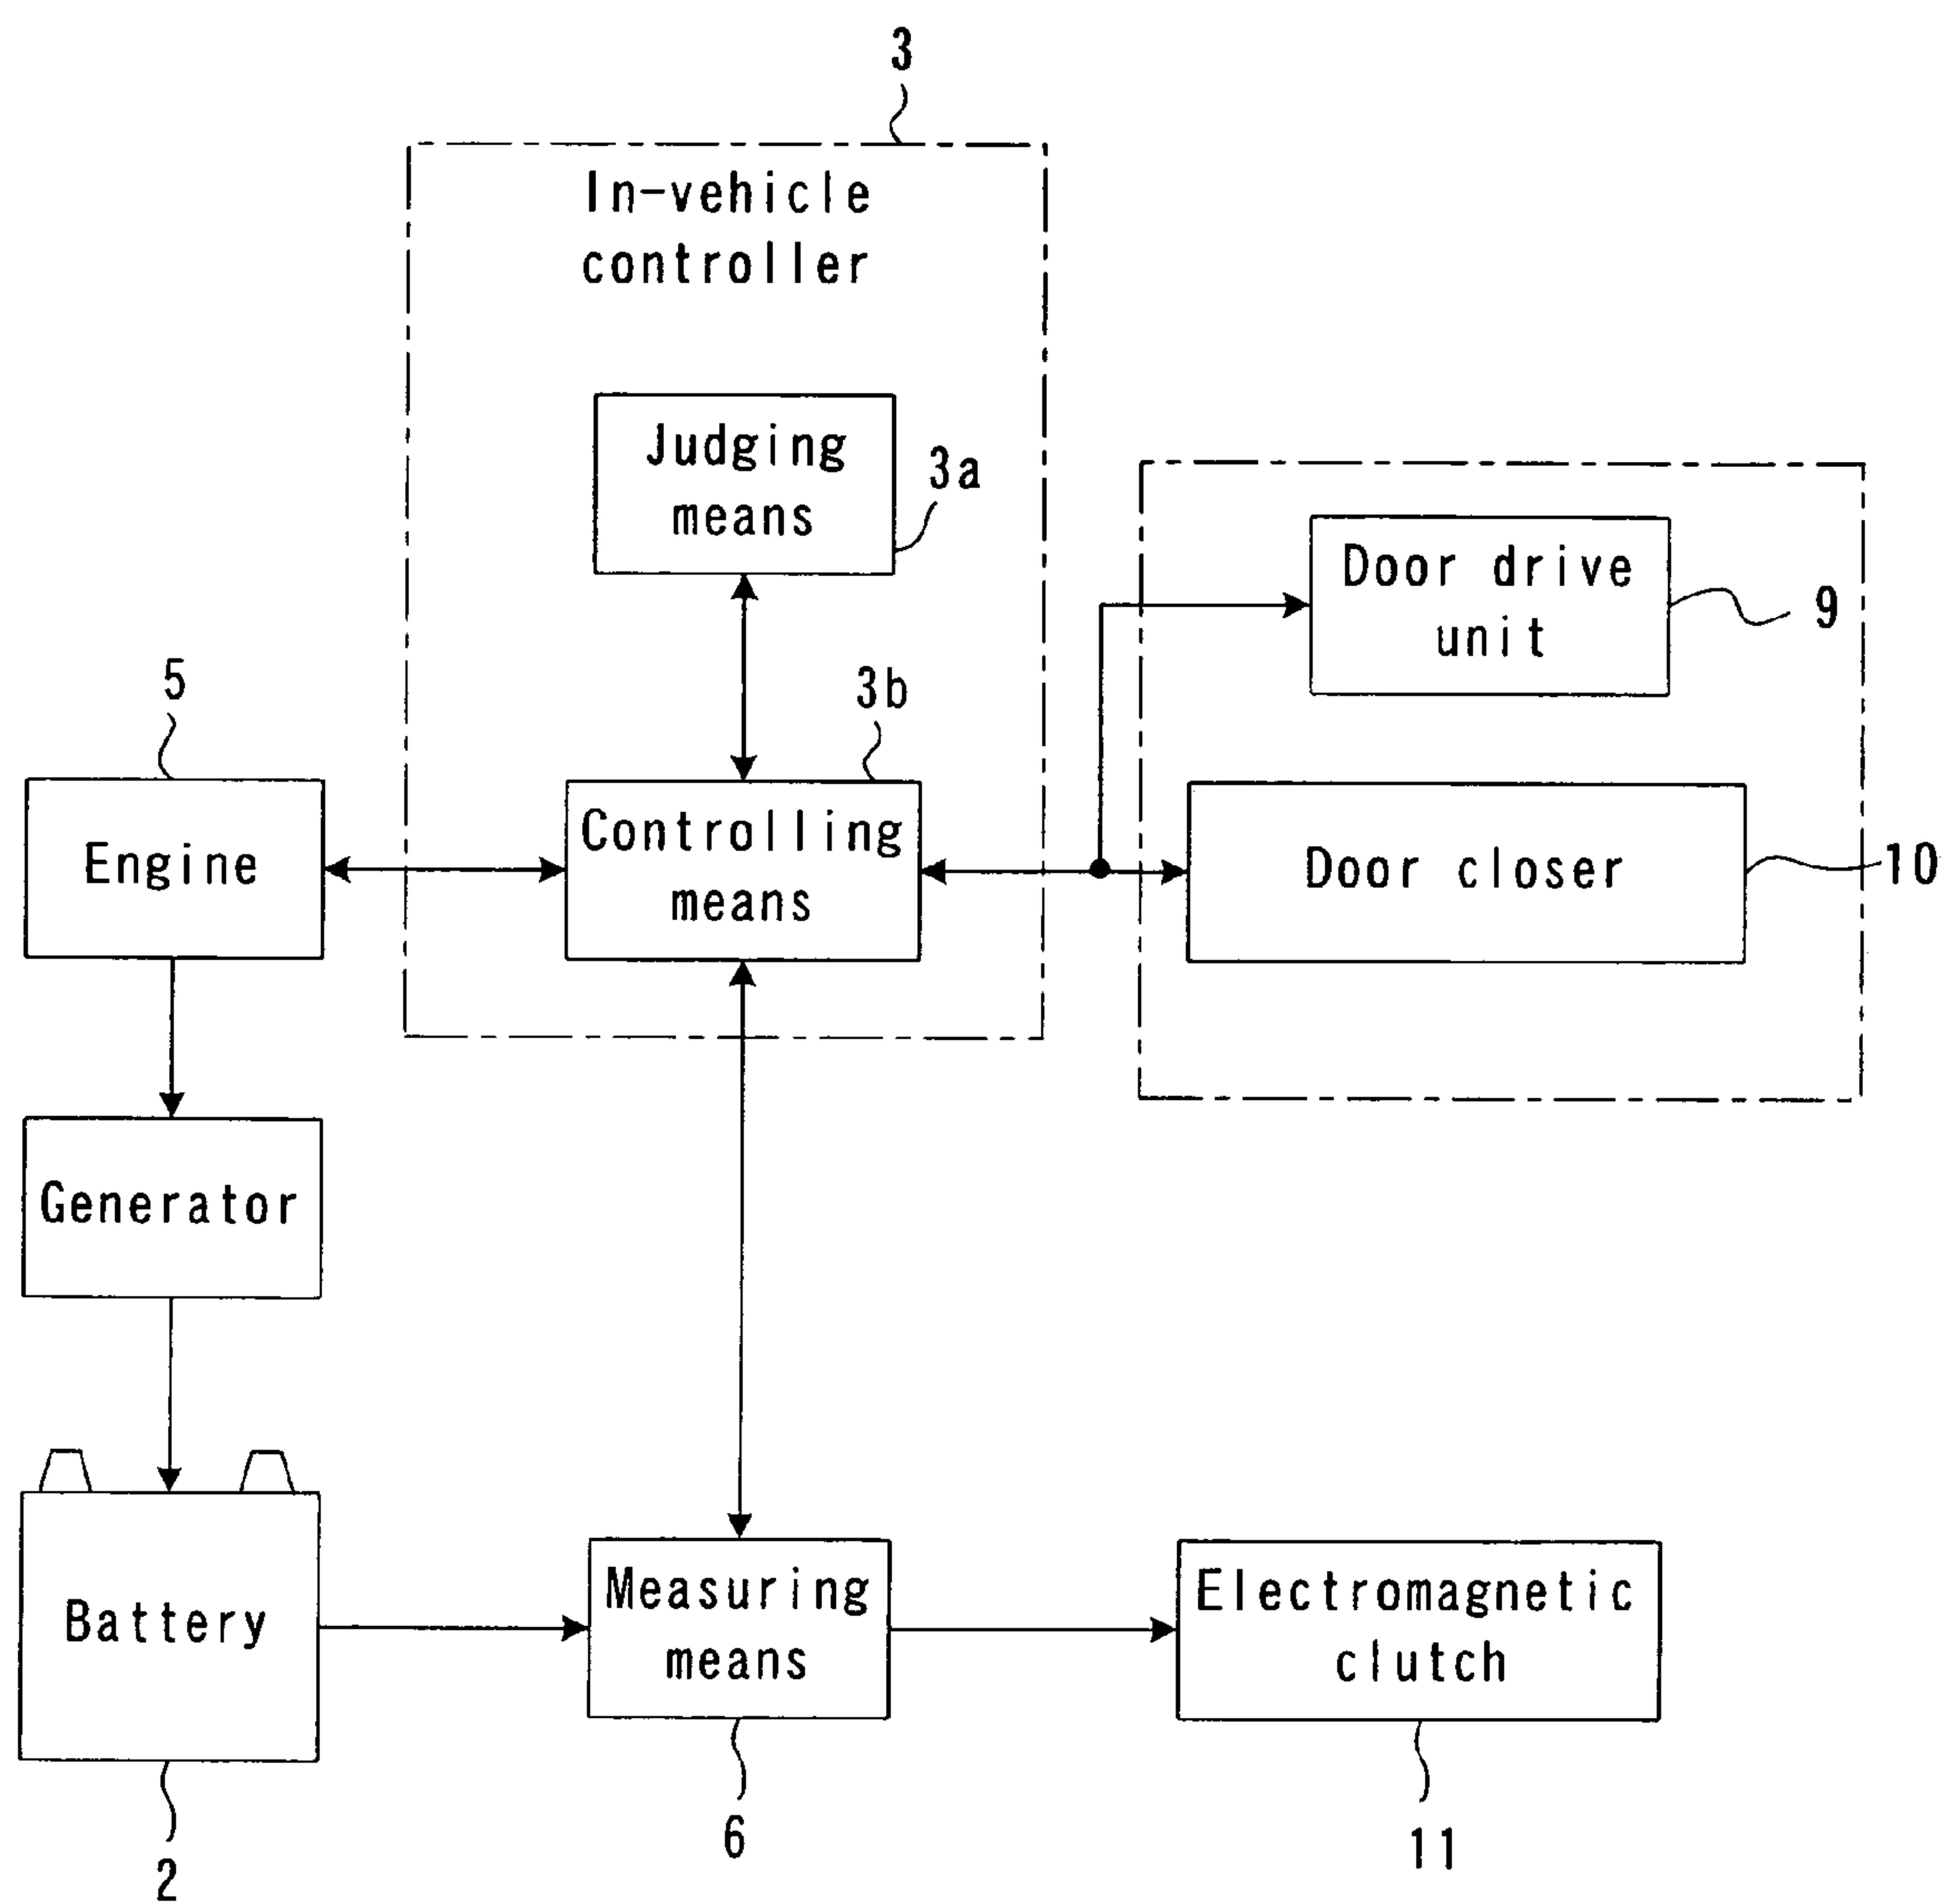 3
In-vehicle
controller
Judging
means
3a
Door drive
unit
9
5
3b
Engine
Controlling
means
Door closer
10
Generator
Battery
Measuring
means
Electromagnetic
clutch
2
6
11